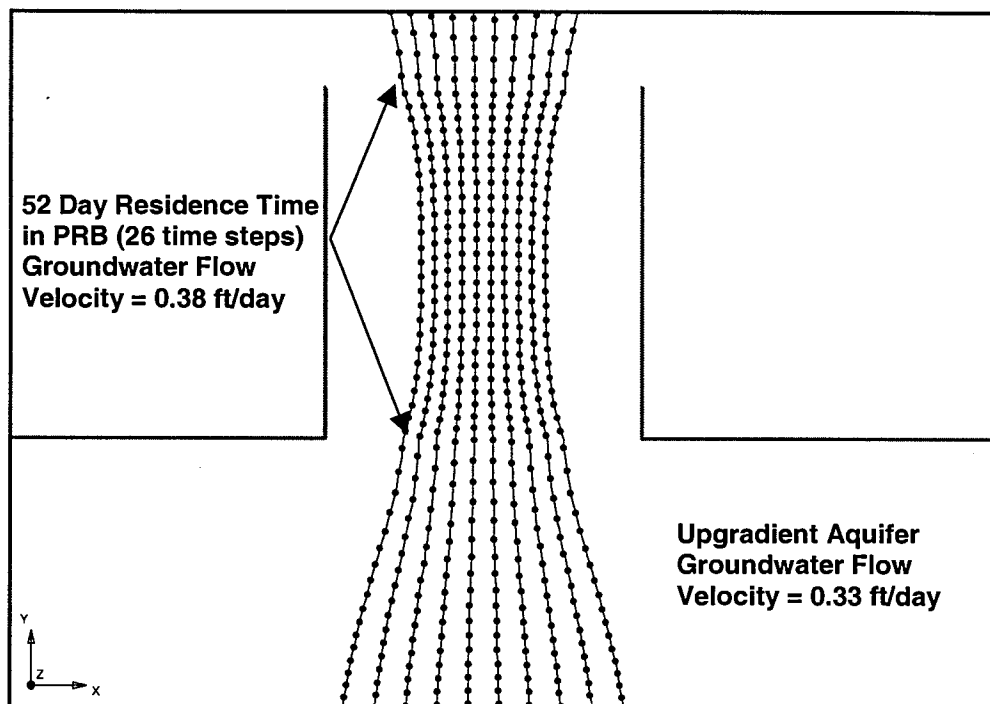 52 Day Residence Time
in PRB (26 time steps)
Groundwater Flow
Velocity = 0.38 ft/day
Upgradient Aquifer
Groundwater Flow
Velocity = 0.33 ft/day
Y
Z
X